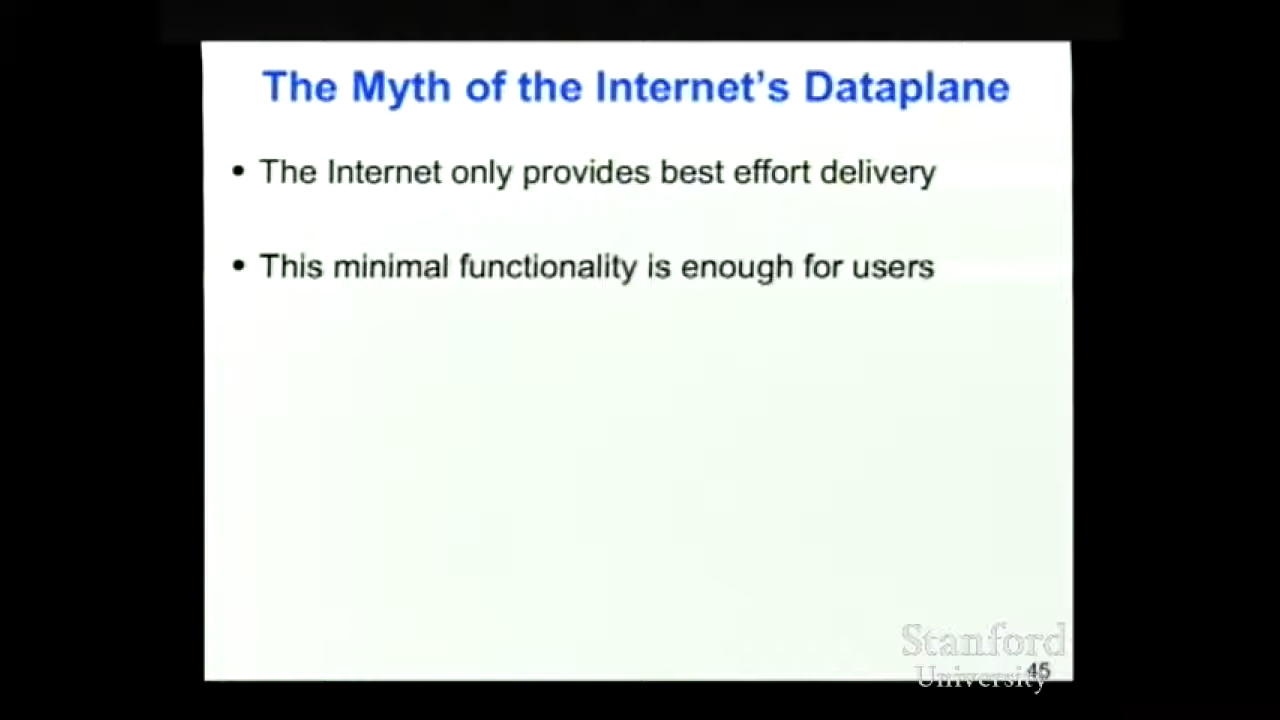 The Myth of the Internet's Dataplane
• The Internet only provides best effort delivery
• This minimal functionality is enough for users
Stanford
University
45